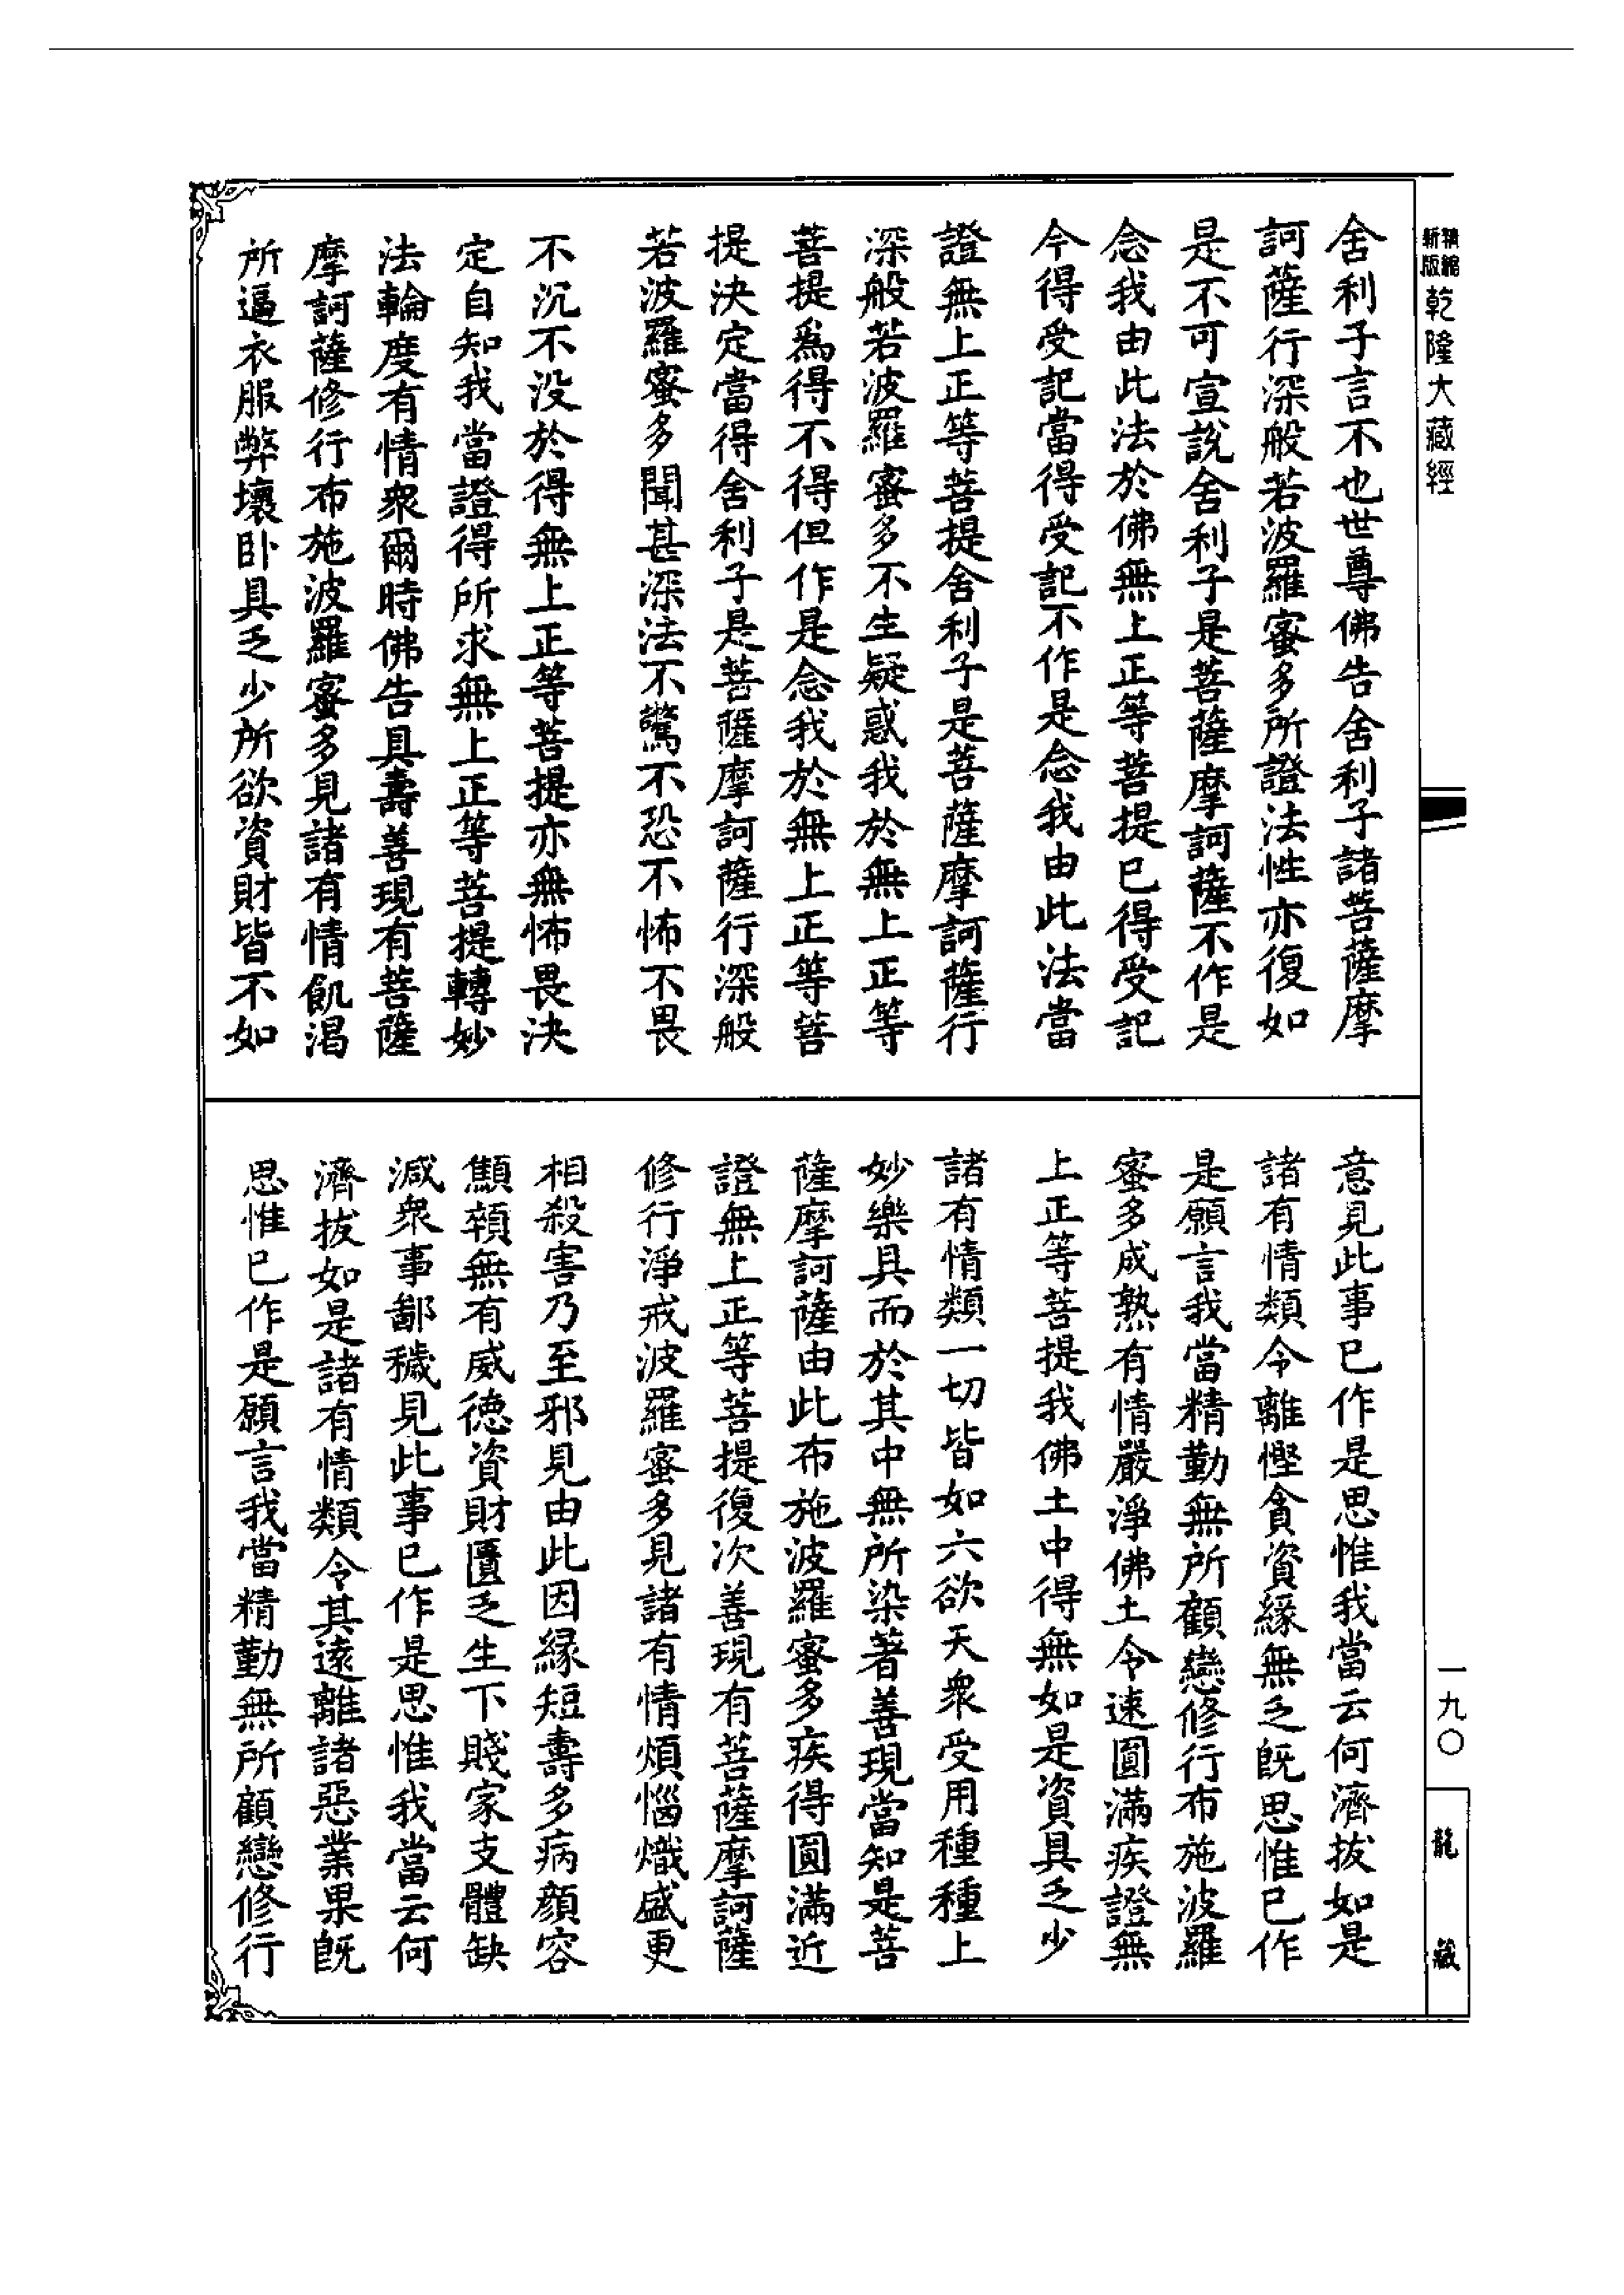 精縮新版乾隆大藏經
舍利子言不也世尊佛告舍利子諸菩薩摩
訶薩行深般若波羅蜜多所證法性亦復如
是不可宣說舍利子是菩薩摩訶薩不作是
念我由此法於佛無上正等菩提已得受記
今得受記當得受記不作是念我由此法當
證無上正等菩提舍利子是菩薩摩訶薩行
深般若波羅蜜多不生疑惑我於無上正等
菩提爲得不得但作是念我於無上正等菩
提決定當得舍利子是菩薩摩訶薩行深般
若波羅蜜多聞甚深法不驚不恐不怖不畏
不沉不没於得無上正等菩提亦無怖畏決
定自知我當證得所求無上正等菩提轉妙
法輪度有情衆爾時佛告具壽善現有菩薩
摩訶薩修行布施波羅蜜多見諸有情飢渴
所逼衣服弊壞卧具乏少所欲資財皆不如
意見此事已作是思惟我當云何濟拔如是
諸有情類令離慳貪資緣無乏旣思惟已作
是願言我當精勤無所顧戀修行布施波羅
蜜多成熟有情嚴淨佛土令速圓滿疾證無
上正等菩提我佛土中得無如是資具乏少
諸有情類一切皆如六欲天衆受用種種上
妙樂具而於其中無所染著善現當知是菩
薩摩訶薩由此布施波羅蜜多疾得圓滿近
證無上正等菩提復次善現有菩薩摩訶薩
修行淨戒波羅蜜多見諸有情煩惱熾盛更
相殺害乃至邪見由此因緣短壽多病顏容
顦顇無有威德資財匱乏生下賤家支體缺
減衆事鄙穢見此事已作是思惟我當云何
濟拔如是諸有情類令其遠離諸惡業果旣
思惟已作是願言我當精勤無所顧戀修行
一九〇
龍藏